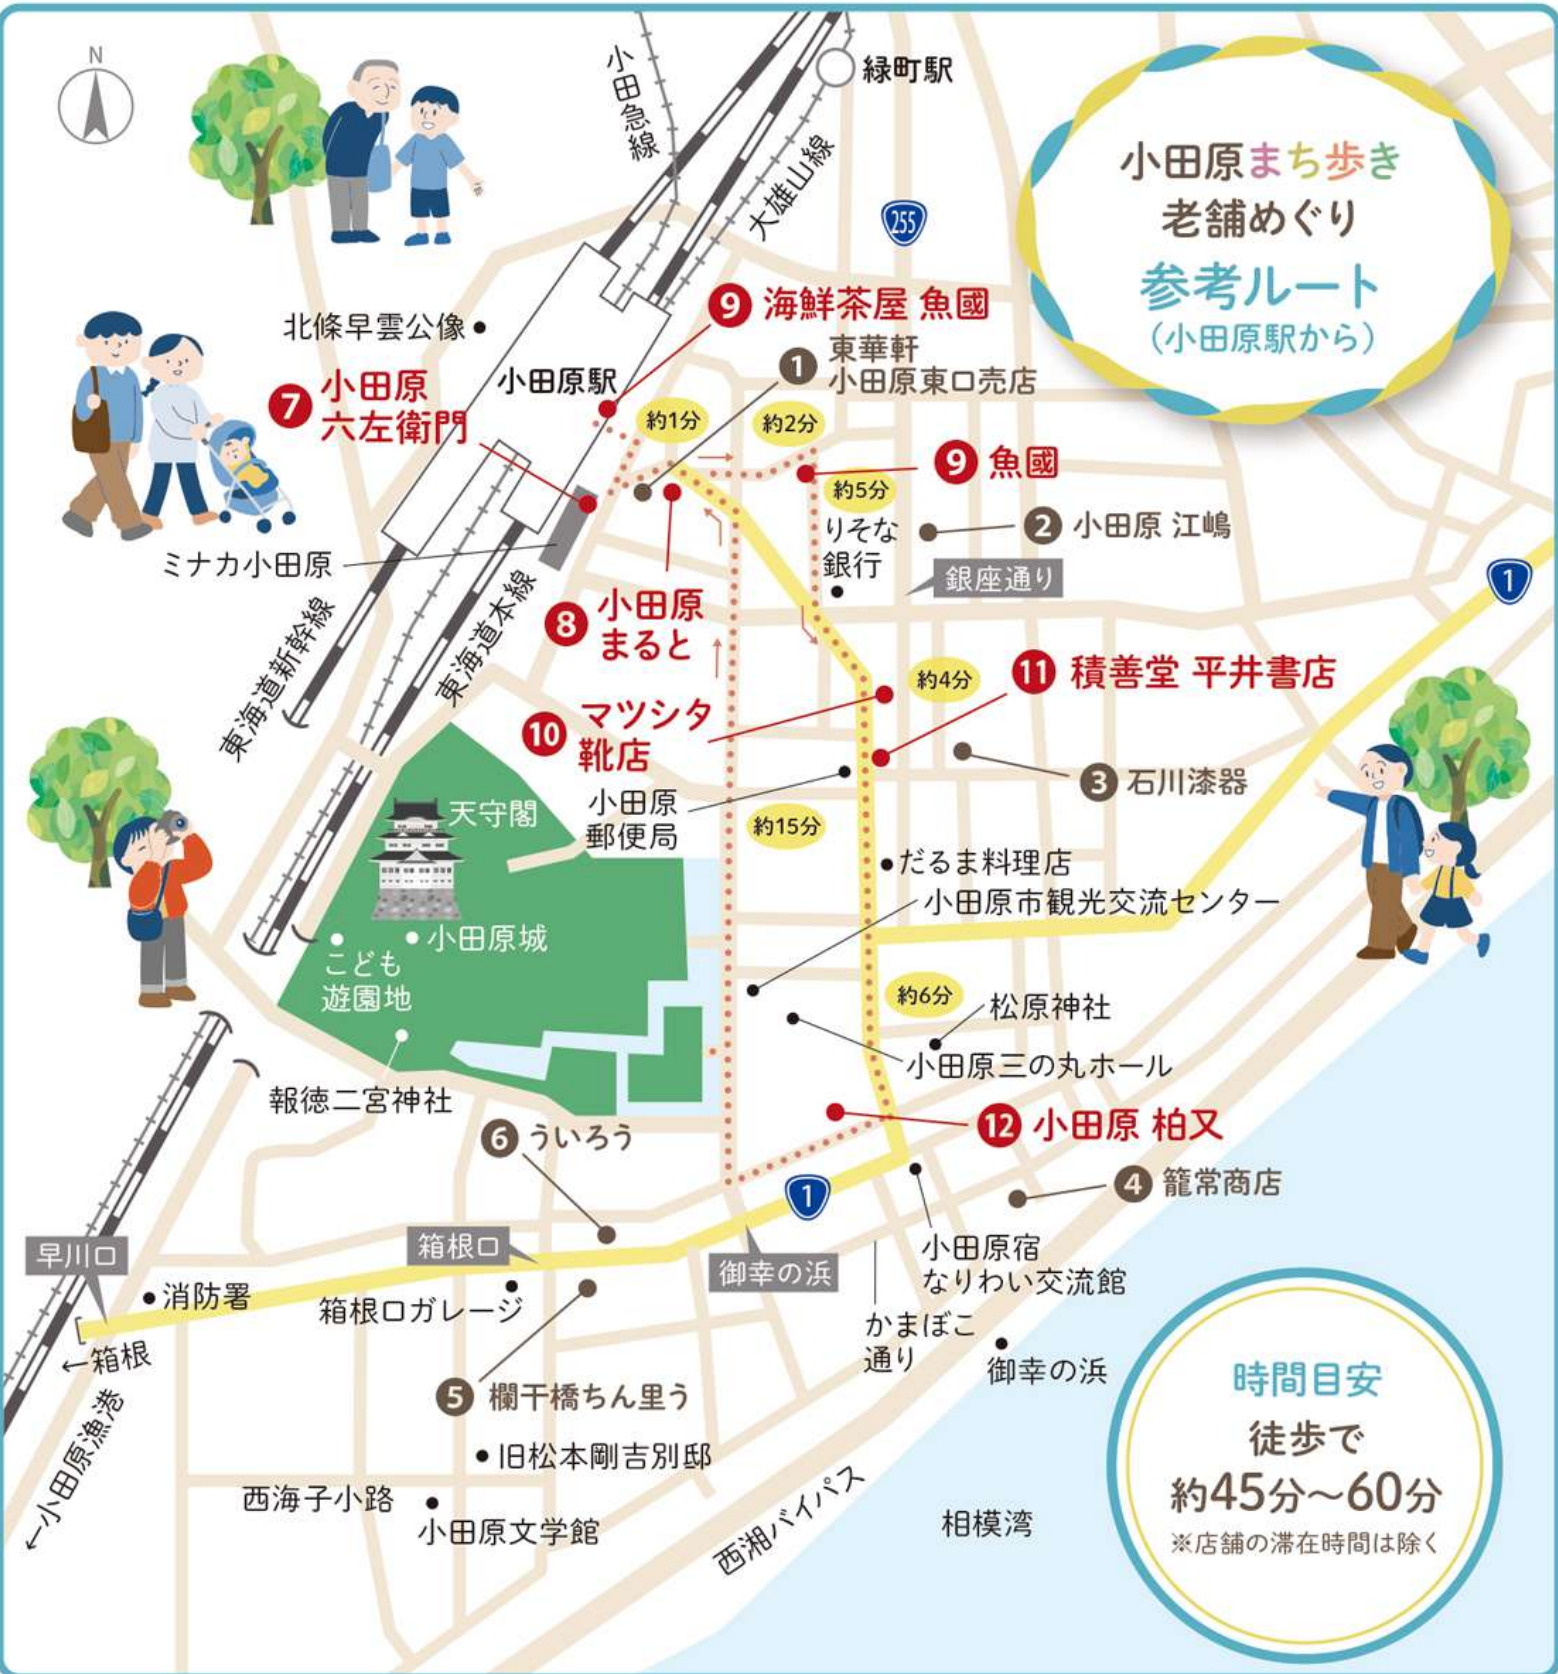 N
小田急線
緑町駅
大雄山線
255
小田原まち歩き
老舗めぐり
参考ルート
（小田原駅から）
北條早雲公像
小田原駅
9 海鮮茶屋 魚國
1 東華軒
小田原東口売店
7 小田原
六左衛門
約1分
約2分
9 魚國
約5分
りそな
銀行
2 小田原 江嶋
ミナカ小田原
銀座通り
1
東海道新幹線
東海道本線
8 小田原
まると
約4分
11 積善堂 平井書店
10 マツシタ
靴店
3 石川漆器
小田原
郵便局
約15分
天守閣
だるま料理店
小田原市観光交流センター
小田原城
こども
遊園地
約6分
松原神社
小田原三の丸ホール
報徳二宮神社
6 ういろう
12 小田原 柏又
4 籠常商店
1
早川口
箱根口
御幸の浜
小田原宿
なりわい交流館
消防署
箱根口ガレージ
かまぼこ
通り
←箱根
御幸の浜
←小田原漁港
5 欄干橋ちん里う
旧松本剛吉別邸
西海子小路
小田原文学館
西湘バイパス
相模湾
時間目安
徒歩で
約45分～60分
※店舗の滞在時間は除く